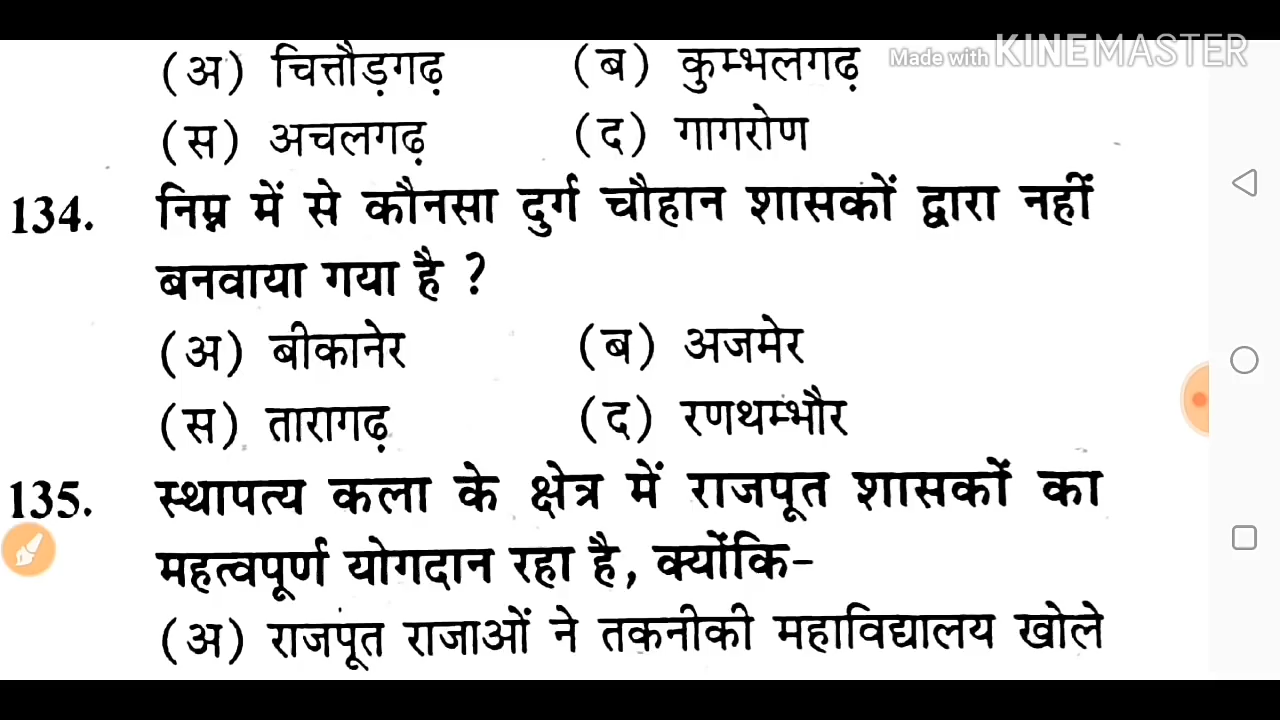 (अ) चित्तौड़गढ़ (ब) कुम्भलगढ़
Made with KINEMASTER
(स) अचलगढ़ (द) गागरोण
134. निम्न में से कौनसा दुर्ग चौहान शासकों द्वारा नहीं
बनवाया गया है ?
(अ) बीकानेर (ब) अजमेर
(स) तारागढ़ (द) रणथम्भौर
135. स्थापत्य कला के क्षेत्र में राजपूत शासकों का
महत्वपूर्ण योगदान रहा है, क्योंकि-
(अ) राजपूत राजाओं ने तकनीकी महाविद्यालय खोले